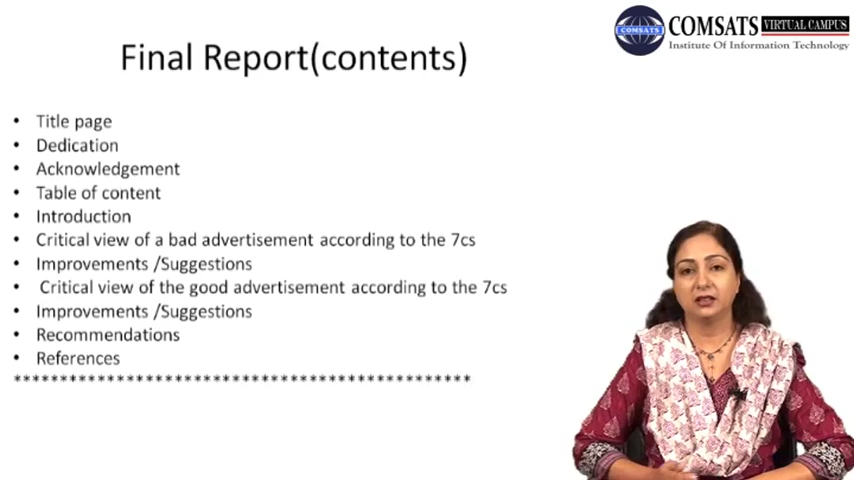 COMSATS VIRTUAL CAMPUS
COMSATS
Institute Of Information Technology
Final Report(contents)
• Title page
• Dedication
• Acknowledgement
• Table of content
• Introduction
• Critical view of a bad advertisement according to the 7cs
• Improvements /Suggestions
• Critical view of the good advertisement according to the 7cs
• Improvements /Suggestions
• Recommendations
• References
*************************************************